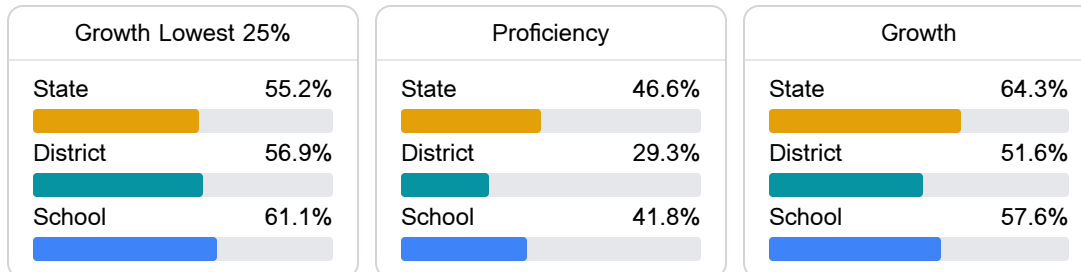 Growth Lowest 25%
State 55.2%
District 56.9%
School 61.1%
Proficiency
State 46.6%
District 29.3%
School 41.8%
Growth
State 64.3%
District 51.6%
School 57.6%